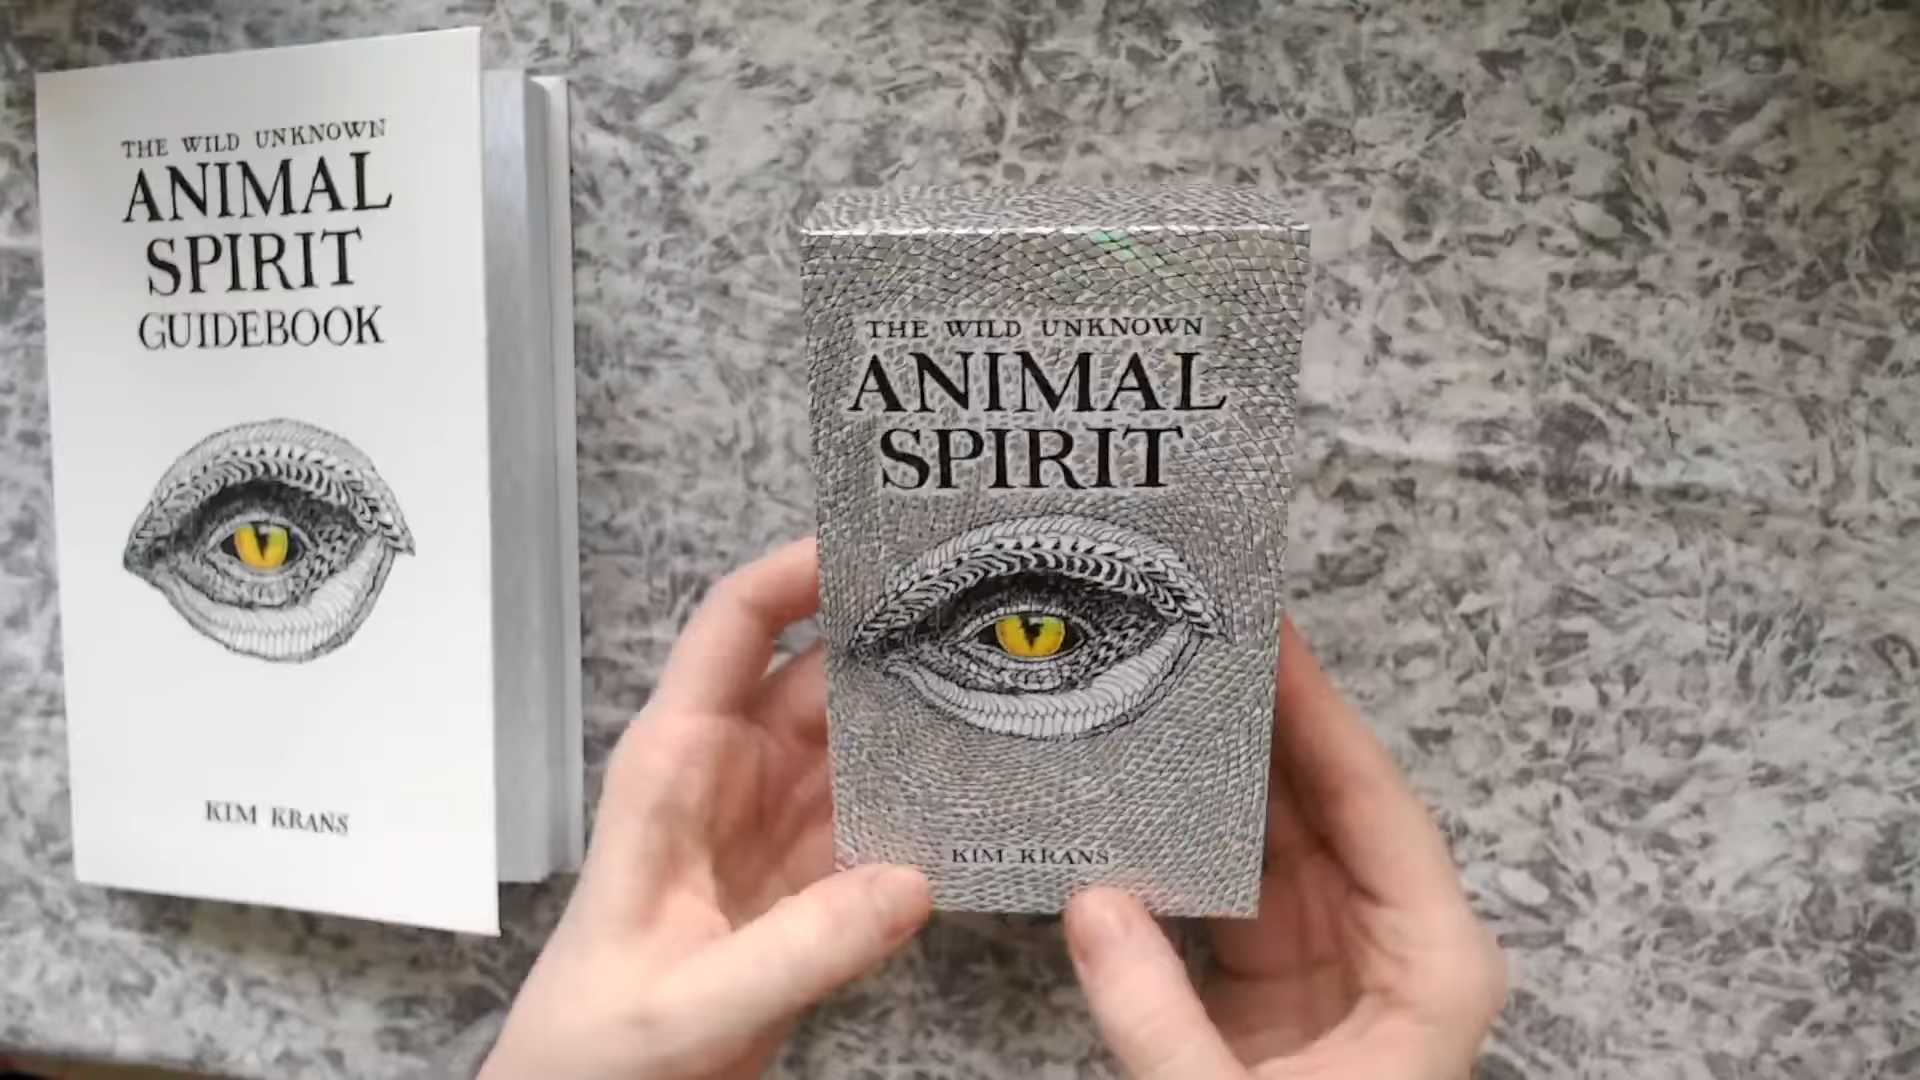 THE WILD UNKNOWN
ANIMAL
SPIRIT
GUIDEBOOK
KIM KRANS
THE WILD UNKNOWN
ANIMAL
SPIRIT
KIM KRANS